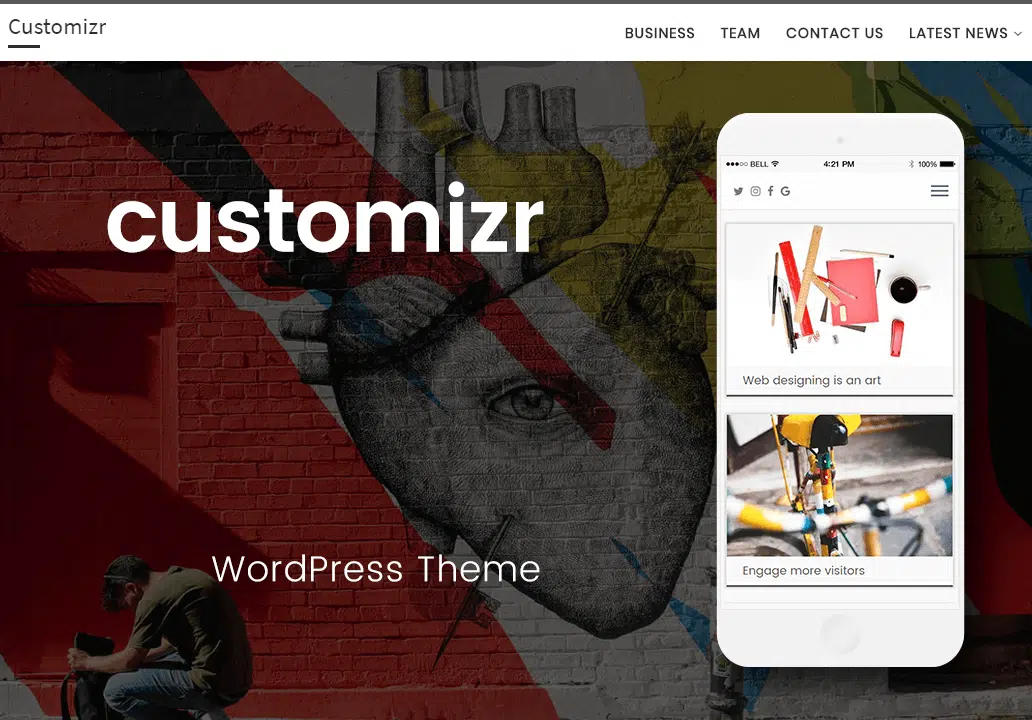 Customizr
BUSINESS TEAM CONTACT US LATEST NEWS
customizr
WordPress Theme
BELL 4:21 PM 100%
Web designing is an art
Engage more visitors